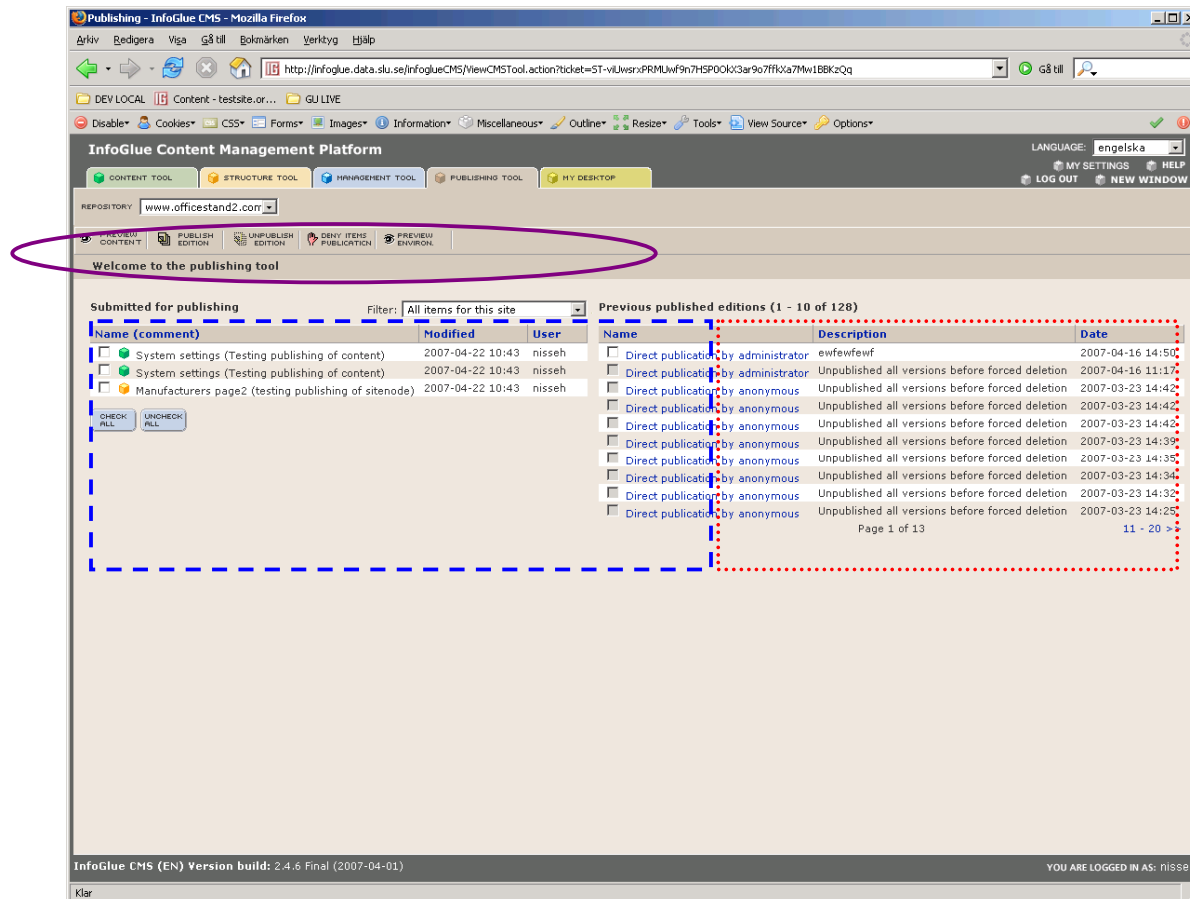 Publishing - InfoGlue CMS - Mozilla Firefox
Arkiv Redigera Visa Gå till Bokmärken Verktyg Hjälp
http://infoglue.data.slu.se/infoglueCMS/ViewCMSTool.action?ticket=ST-viUwsrxPRMUwf9n7HSP0OkX3ar9o7ffkXa7Mw1BBKzQq Gå till
DEV LOCAL Content - testsite.or... GU LIVE
Disable Cookies CSS Forms Images Information Miscellaneous Outline Resize Tools View Source Options
InfoGlue Content Management Platform
LANGUAGE: engelska
MY SETTINGS HELP
LOG OUT NEW WINDOW
CONTENT TOOL STRUCTURE TOOL MANAGEMENT TOOL PUBLISHING TOOL MY DESKTOP
REPOSITORY www.officestand2.com
PREVIEW CONTENT PUBLISH EDITION UNPUBLISH EDITION DENY ITEMS PUBLICATION PREVIEW ENVIRON.
Welcome to the publishing tool
Submitted for publishing Filter: All items for this site
Name (comment) Modified User
System settings (Testing publishing of content) 2007-04-22 10:43 nisseh
System settings (Testing publishing of content) 2007-04-22 10:43 nisseh
Manufacturers page2 (testing publishing of sitenode) 2007-04-22 10:43 nisseh
CHECK ALL UNCHECK ALL
Previous published editions (1 - 10 of 128)
Name Description Date
Direct publication by administrator ewfewfewf 2007-04-16 14:50
Direct publication by administrator Unpublished all versions before forced deletion 2007-04-16 11:17
Direct publication by anonymous Unpublished all versions before forced deletion 2007-03-23 14:42
Direct publication by anonymous Unpublished all versions before forced deletion 2007-03-23 14:42
Direct publication by anonymous Unpublished all versions before forced deletion 2007-03-23 14:42
Direct publication by anonymous Unpublished all versions before forced deletion 2007-03-23 14:39
Direct publication by anonymous Unpublished all versions before forced deletion 2007-03-23 14:35
Direct publication by anonymous Unpublished all versions before forced deletion 2007-03-23 14:34
Direct publication by anonymous Unpublished all versions before forced deletion 2007-03-23 14:32
Direct publication by anonymous Unpublished all versions before forced deletion 2007-03-23 14:25
Page 1 of 13 11 - 20 >>
InfoGlue CMS (EN) Version build: 2.4.6 Final (2007-04-01) YOU ARE LOGGED IN AS: nisse
Klar